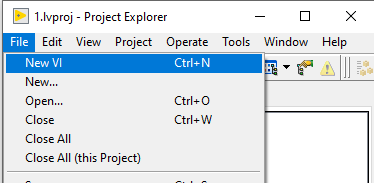 1.lvproj - Project Explorer
File Edit View Project Operate Tools Window Help
New VI Ctrl+N
New...
Open... Ctrl+O
Close Ctrl+W
Close All
Close All (this Project)